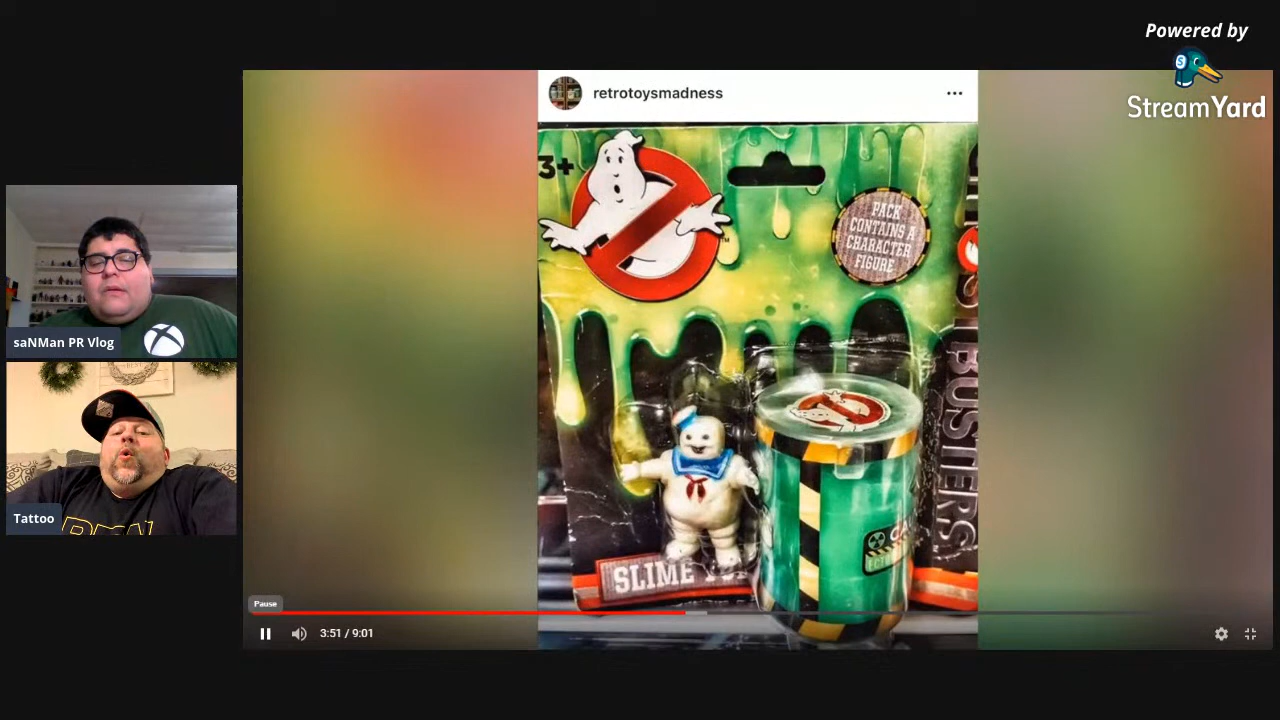 Powered by
StreamYard
retrotoysmadness
3+
PACK
CONTAINS A
CHARACTER
FIGURE
BUSTERS
SLIME
saNMan PR Vlog
Tattoo
Pause
3:51 / 9:01